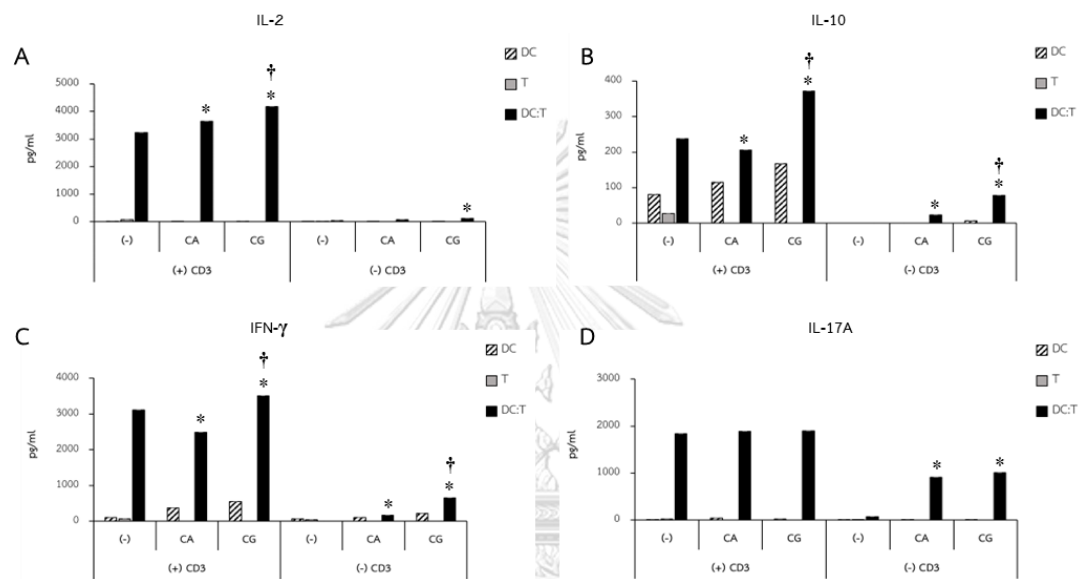 IL-2
A
DC
T
DC:T
5000
4000
3000
2000
1000
0
pg/ml
*
†
*
*
(-) CA CG (-) CA CG
(+) CD3 (-) CD3
IL-10
B
DC
T
DC:T
400
300
200
100
0
pg/ml
*
†
*
*
†
*
(-) CA CG (-) CA CG
(+) CD3 (-) CD3
IFN-γ
C
DC
T
DC:T
4000
3000
2000
1000
0
pg/ml
*
†
*
*
†
*
(-) CA CG (-) CA CG
(+) CD3 (-) CD3
IL-17A
D
DC
T
DC:T
3000
2000
1000
0
pg/ml
*
*
(-) CA CG (-) CA CG
(+) CD3 (-) CD3